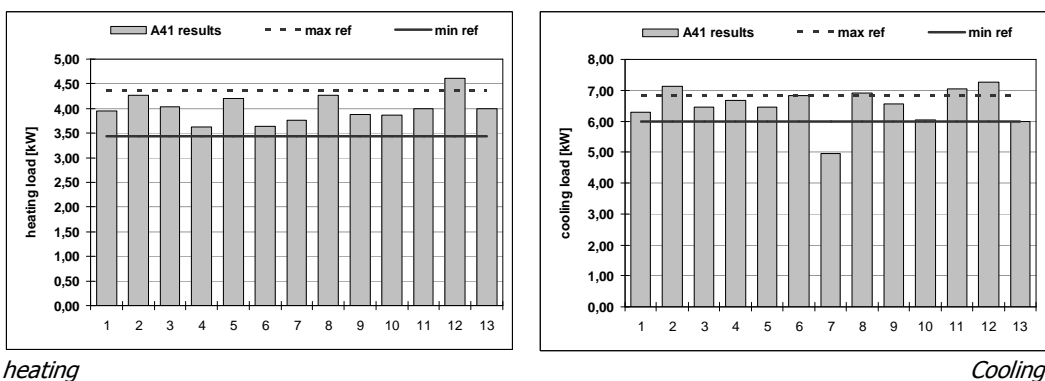 A41 results max ref min ref
5,00
4,50
4,00
3,50
3,00
2,50
2,00
1,50
1,00
0,50
0,00
heating load [kW]
1 2 3 4 5 6 7 8 9 10 11 12 13
heating
A41 results max ref min ref
8,00
7,00
6,00
5,00
4,00
3,00
2,00
1,00
0,00
cooling load [kW]
1 2 3 4 5 6 7 8 9 10 11 12 13
Cooling